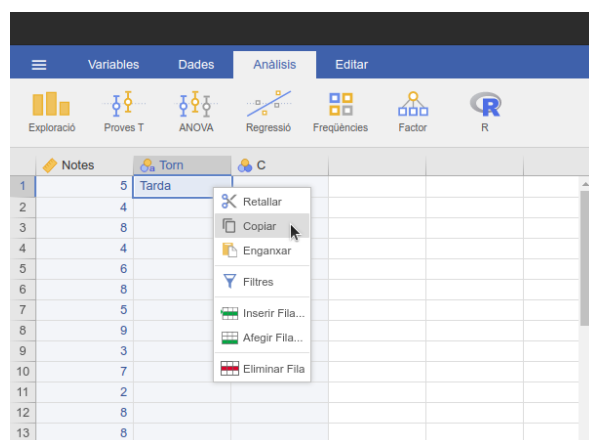 Variables Dades Anàlisis Editar
Exploració Proves T ANOVA Regressió Freqüències Factor R
Notes a Torn C
1 5 Tarda
2 4
3 8
4 4
5 6
6 8
7 5
8 9
9 3
10 7
11 2
12 8
13 8
Retallar
Copiar
Enganxar
Filtres
Inserir Fila...
Afegir Fila...
Eliminar Fila